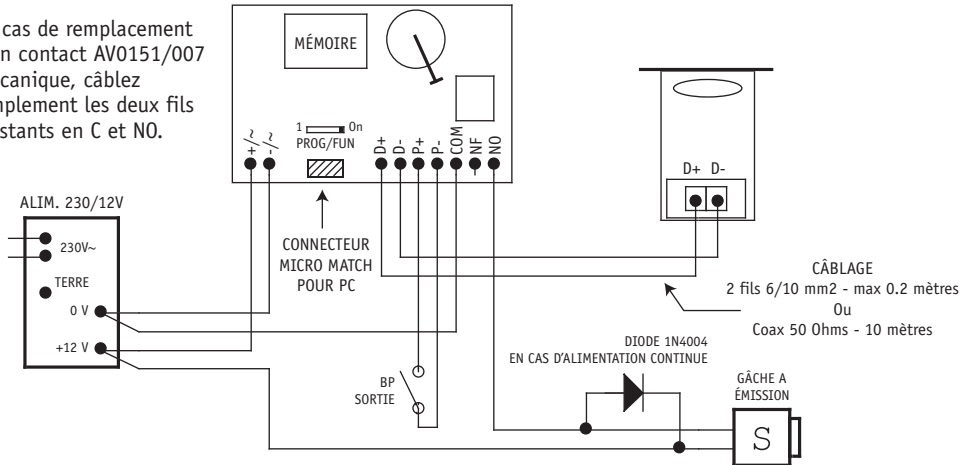 cas de remplacement
n contact AV0151/007
canique, câblez
nplement les deux fils
stants en C et NO.
MÉMOIRE
1 On
PROG/FUN
+/~
-/~
D+
D-
P+
P-
COM
NF
NO
D+ D-
ALIM. 230/12V
230V~
TERRE
0 V
+12 V
CONNECTEUR
MICRO MATCH
POUR PC
CÂBLAGE
2 fils 6/10 mm2 - max 0.2 mètres
Ou
Coax 50 Ohms - 10 mètres
DIODE 1N4004
EN CAS D'ALIMENTATION CONTINUE
BP
SORTIE
GÂCHE A
ÉMISSION
S